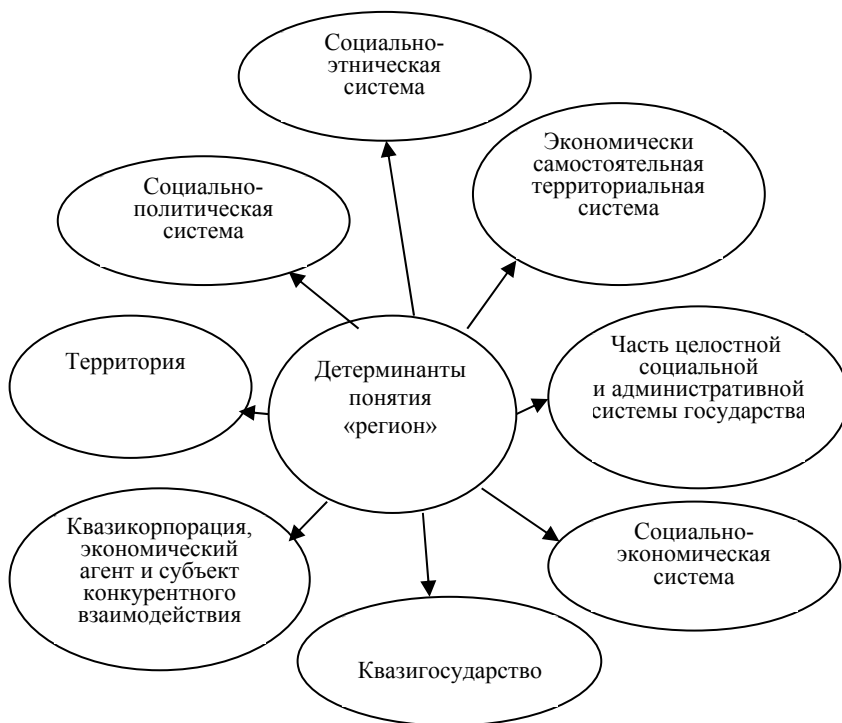 Социально-
этническая
система
Экономически
самостоятельная
территориальная
система
Социально-
политическая
система
Территория
Детерминанты
понятия
«регион»
Часть целостной
социальной
и административной
системы государства
Квазикорпорация,
экономический
агент и субъект
конкурентного
взаимодействия
Социально-
экономическая
система
Квазигосударство